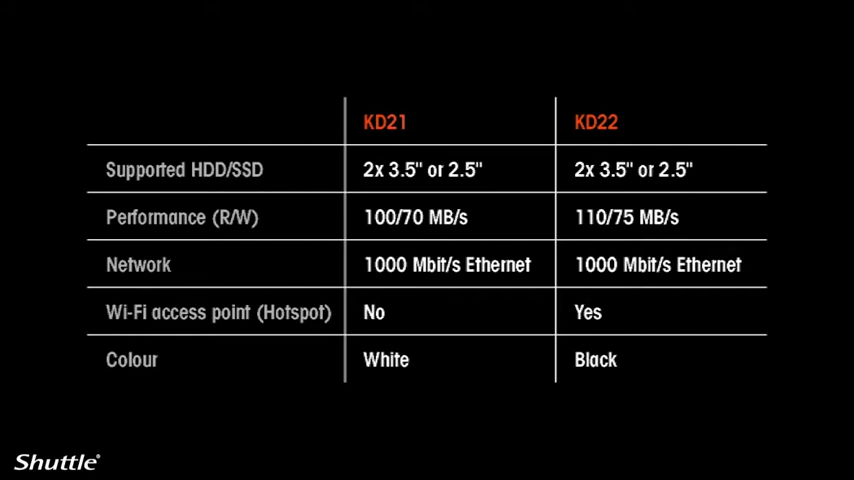 KD21 KD22
Supported HDD/SSD 2x 3.5" or 2.5" 2x 3.5" or 2.5"
Performance (R/W) 100/70 MB/s 110/75 MB/s
Network 1000 Mbit/s Ethernet 1000 Mbit/s Ethernet
Wi-Fi access point (Hotspot) No Yes
Colour White Black
Shuttle®